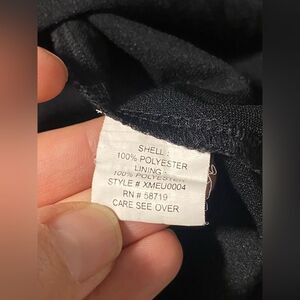 SHELL :
100% POLYESTER
LINING :
100% POLYESTER
STYLE # XMEU0004
RN # 58719
CARE SEE OVER